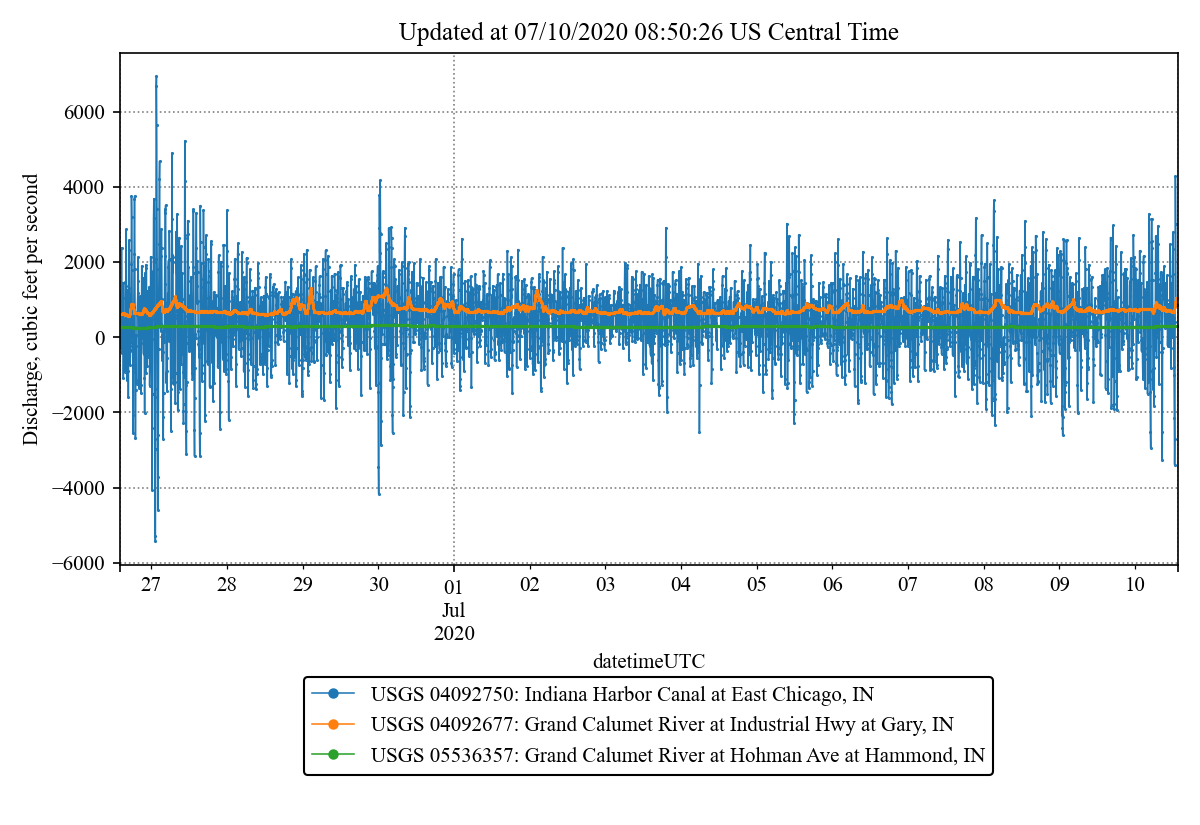 Updated at 07/10/2020 08:50:26 US Central Time
Discharge, cubic feet per second
6000
4000
2000
0
−2000
−4000
−6000
27 28 29 30 01 02 03 04 05 06 07 08 09 10
Jul
2020
datetimeUTC
USGS 04092750: Indiana Harbor Canal at East Chicago, IN
USGS 04092677: Grand Calumet River at Industrial Hwy at Gary, IN
USGS 05536357: Grand Calumet River at Hohman Ave at Hammond, IN